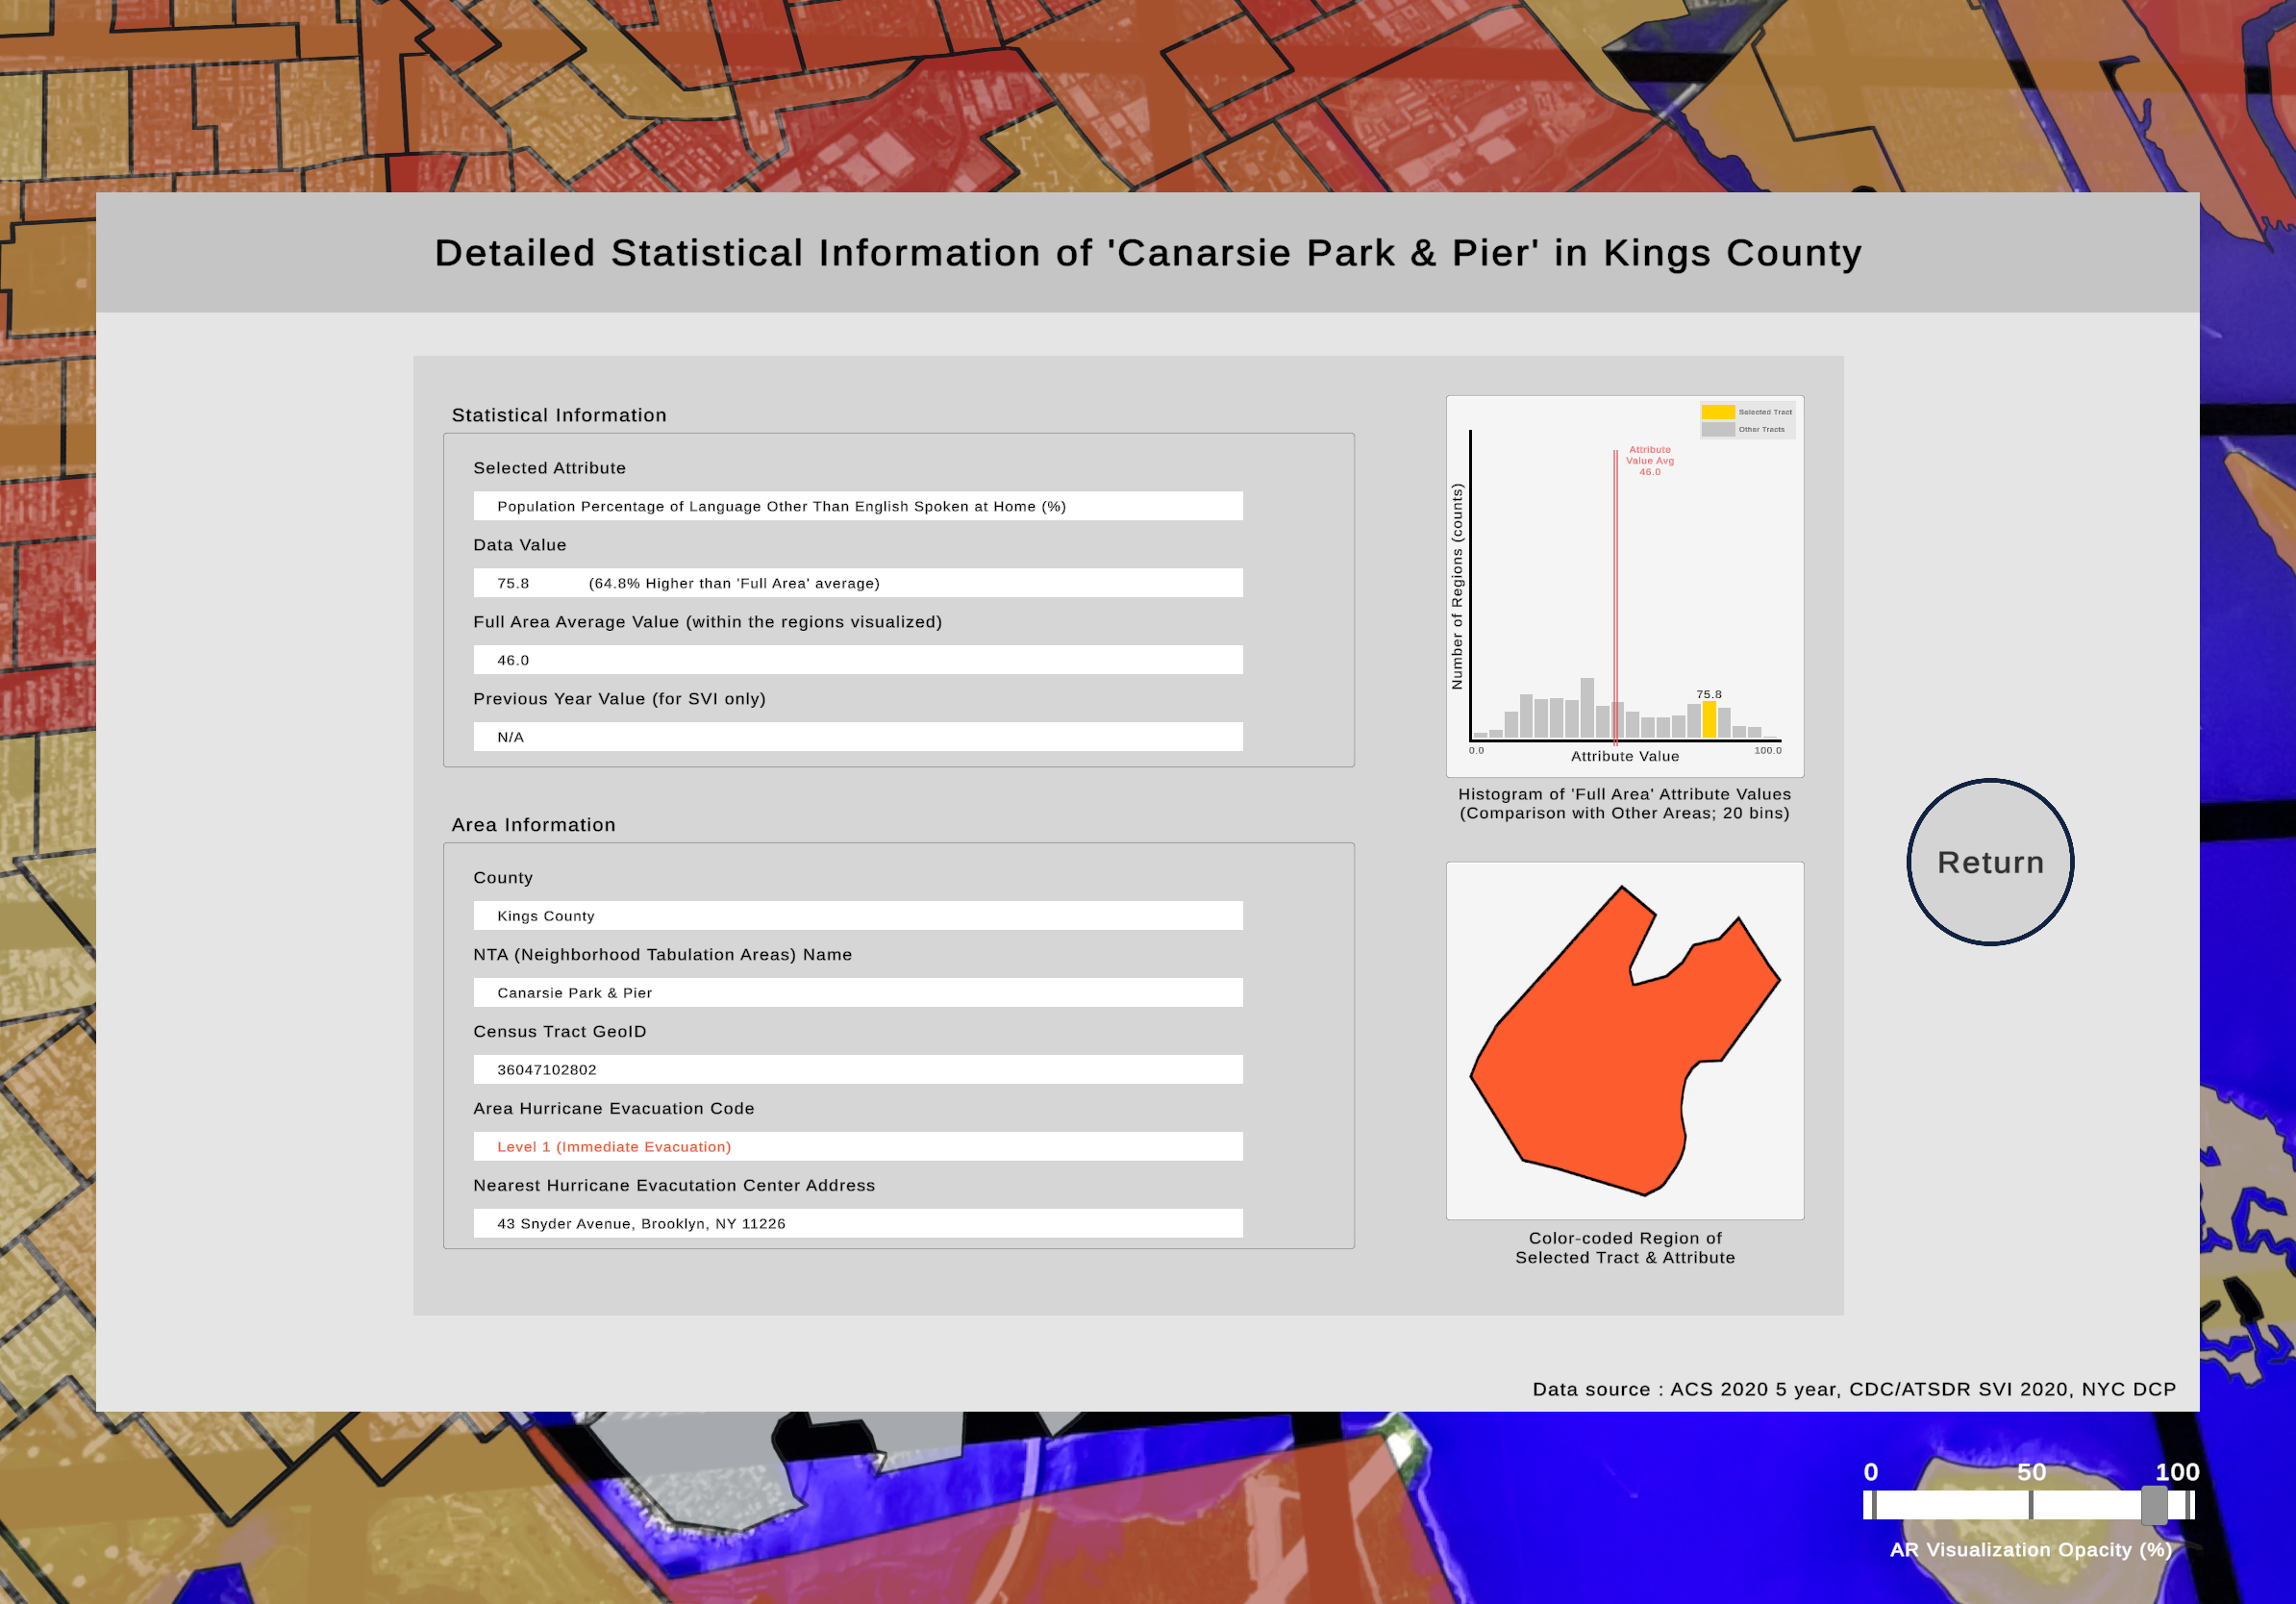 Detailed Statistical Information of 'Canarsie Park & Pier' in Kings County
Statistical Information
Selected Attribute
Population Percentage of Language Other Than English Spoken at Home (%)
Data Value
75.8 (64.8% Higher than 'Full Area' average)
Full Area Average Value (within the regions visualized)
46.0
Previous Year Value (for SVI only)
N/A
Area Information
County
Kings County
NTA (Neighborhood Tabulation Areas) Name
Canarsie Park & Pier
Census Tract GeoID
36047102802
Area Hurricane Evacuation Code
Level 1 (Immediate Evacuation)
Nearest Hurricane Evacutation Center Address
43 Snyder Avenue, Brooklyn, NY 11226
Selected Tract
Other Tracts
Attribute
Value Avg
46.0
Number of Regions (counts)
75.8
0.0
100.0
Attribute Value
Histogram of 'Full Area' Attribute Values
(Comparison with Other Areas; 20 bins)
Color-coded Region of
Selected Tract & Attribute
Return
Data source : ACS 2020 5 year, CDC/ATSDR SVI 2020, NYC DCP
0 50 100
AR Visualization Opacity (%)